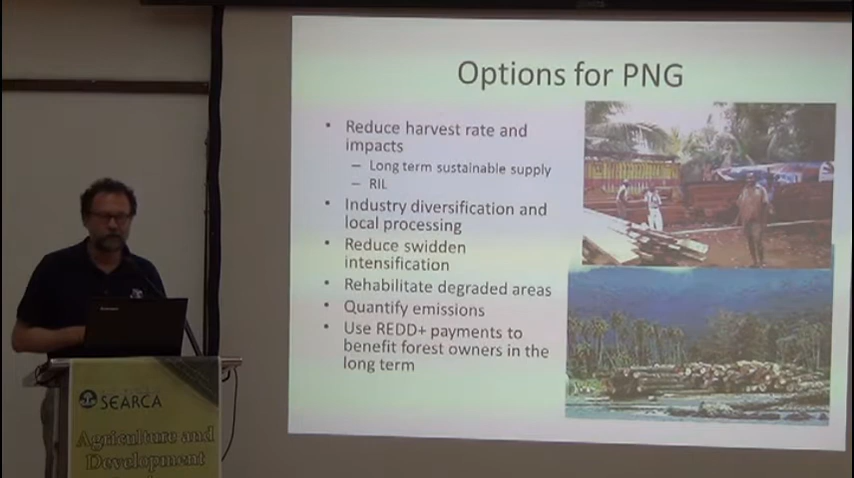 Options for PNG
• Reduce harvest rate and
impacts
– Long term sustainable supply
– RIL
• Industry diversification and
local processing
• Reduce swidden
intensification
• Rehabilitate degraded areas
• Quantify emissions
• Use REDD+ payments to
benefit forest owners in the
long term
SEARCA
Agriculture and
Development